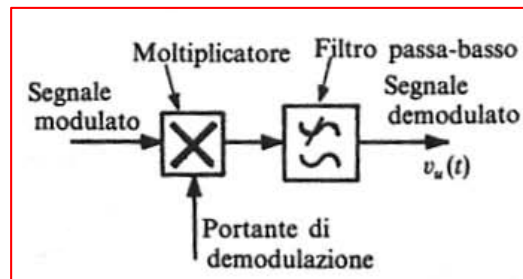 Moltiplicatore
Filtro passa-basso
Segnale
modulato
Segnale
demodulato
v_u(t)
Portante di
demodulazione